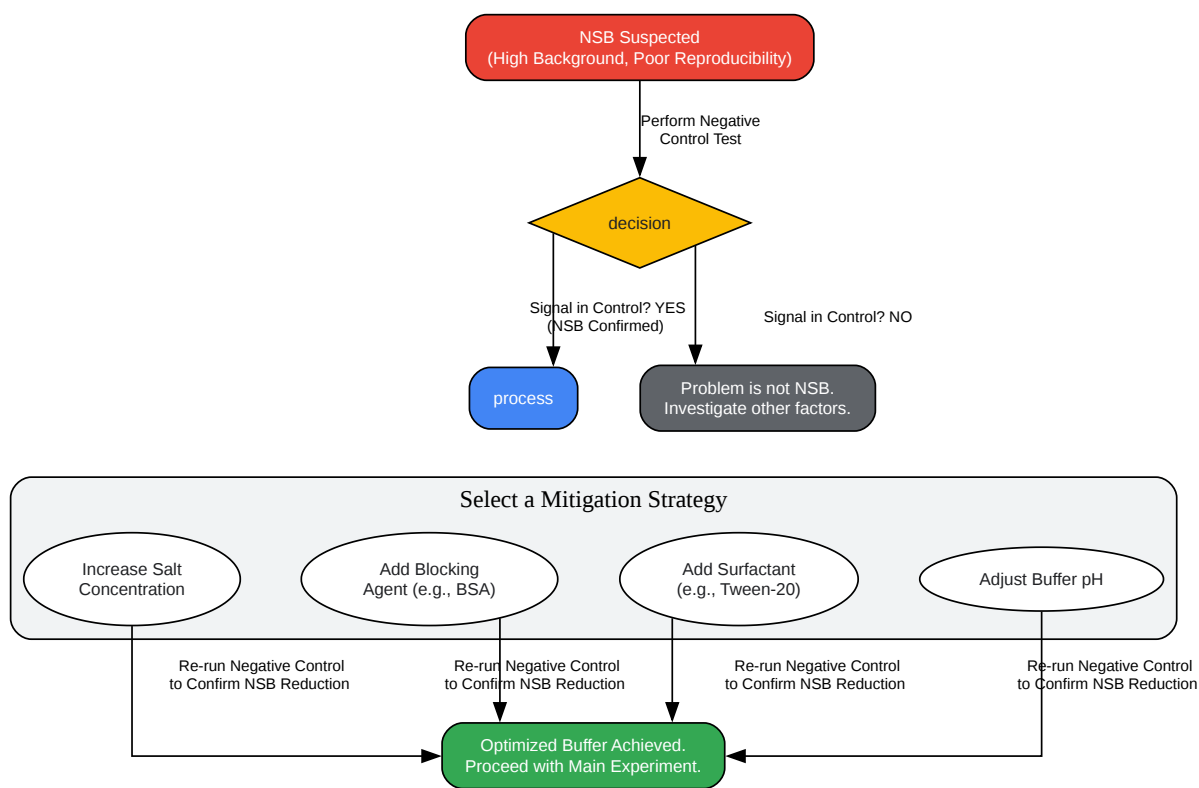 NSB Suspected
(High Background, Poor Reproducibility)
Perform Negative
Control Test
decision
Signal in Control? YES
(NSB Confirmed)
Signal in Control? NO
process
Problem is not NSB.
Investigate other factors.
Select a Mitigation Strategy
Increase Salt
Concentration
Add Blocking
Agent (e.g., BSA)
Add Surfactant
(e.g., Tween-20)
Adjust Buffer pH
Re-run Negative Control
to Confirm NSB Reduction
Re-run Negative Control
to Confirm NSB Reduction
Re-run Negative Control
to Confirm NSB Reduction
Re-run Negative Control
to Confirm NSB Reduction
Optimized Buffer Achieved.
Proceed with Main Experiment.